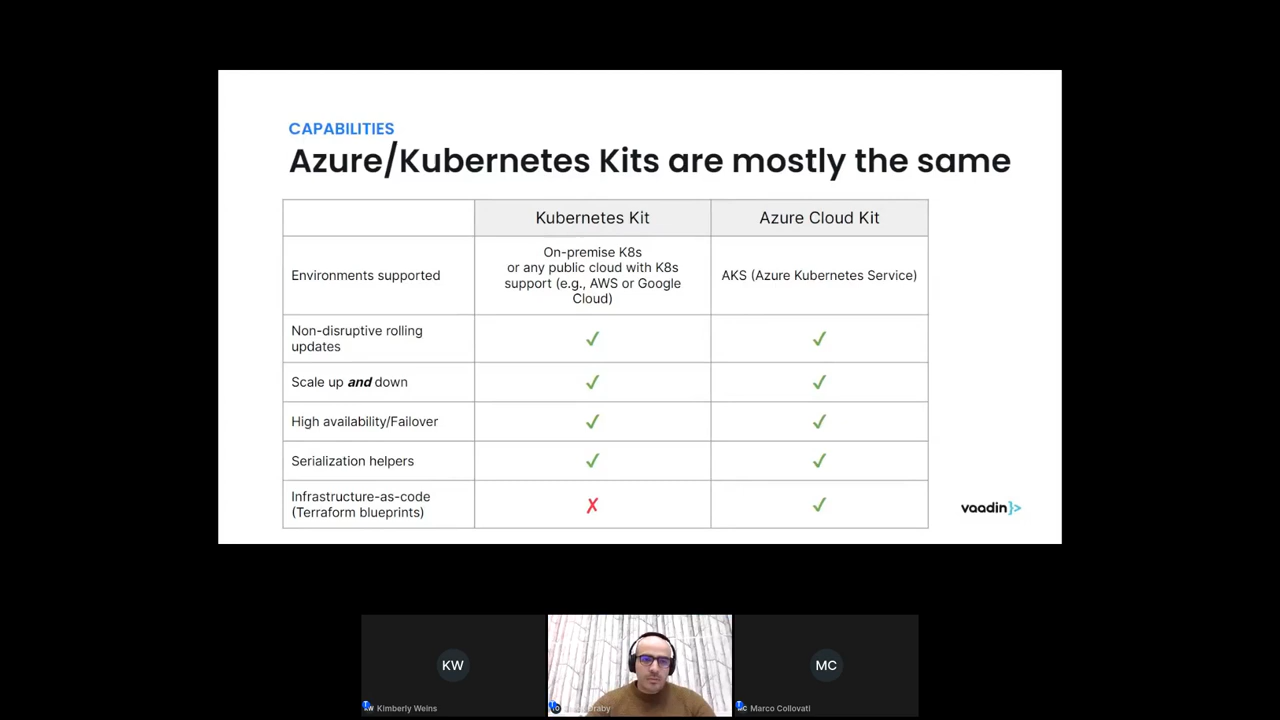 CAPABILITIES
Azure/Kubernetes Kits are mostly the same
Kubernetes Kit
Azure Cloud Kit
Environments supported
On-premise K8s
or any public cloud with K8s
support (e.g., AWS or Google
Cloud)
AKS (Azure Kubernetes Service)
Non-disruptive rolling
updates
✓
✓
Scale up and down
✓
✓
High availability/Failover
✓
✓
Serialization helpers
✓
✓
Infrastructure-as-code
(Terraform blueprints)
✗
✓
vaadin}>
KW
MC
Kimberly Weins
Marco Collovati